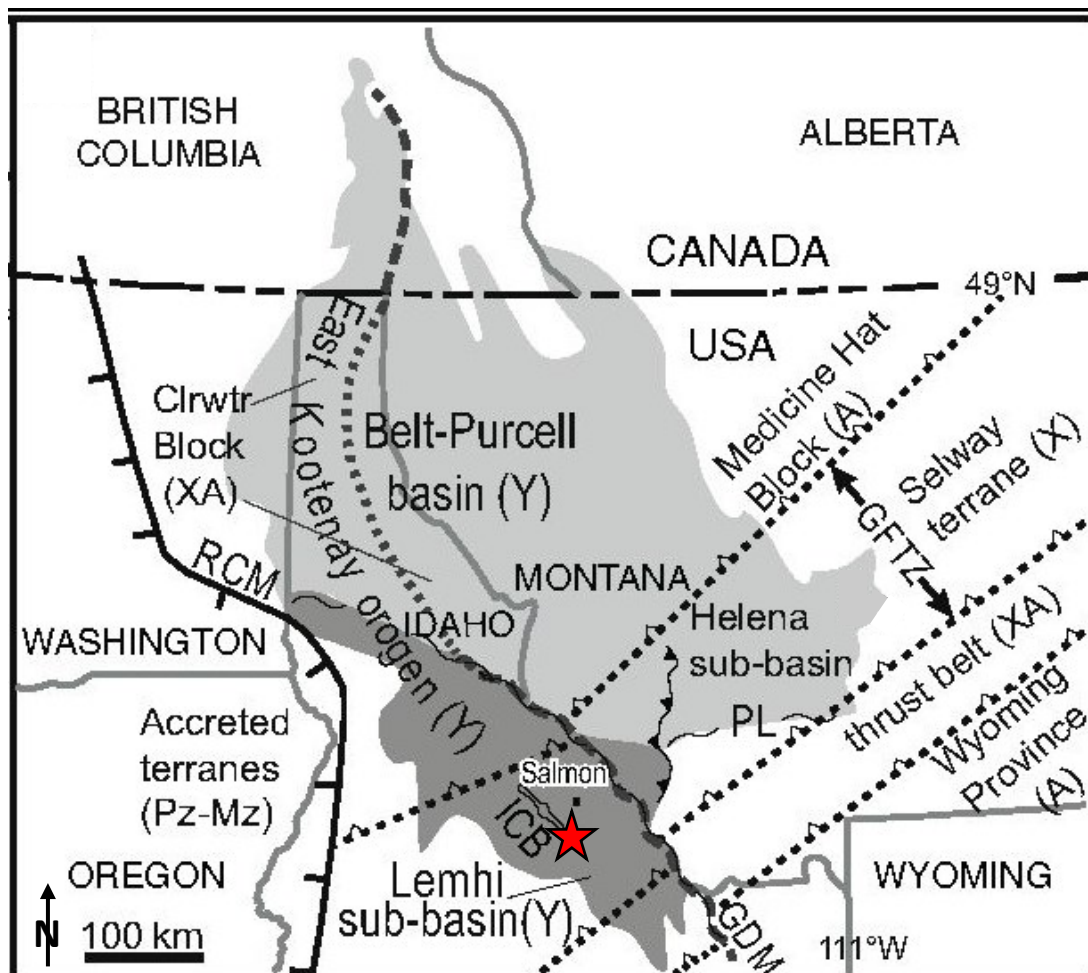 BRITISH
COLUMBIA
ALBERTA
CANADA
49°N
USA
East Kootenay orogen (Y)
Clrwtr
Block
(XA)
Belt-Purcell
basin (Y)
Medicine Hat
Block (A)
Selway
terrane (X)
GFTZ
RCM
MONTANA
IDAHO
WASHINGTON
Helena
sub-basin
PL
thrust belt (XA)
Wyoming
Province
(A)
Accreted
terranes
(Pz-Mz)
Salmon
ICB
OREGON
Lemhi
sub-basin(Y)
WYOMING
GDM
111°W
N
100 km